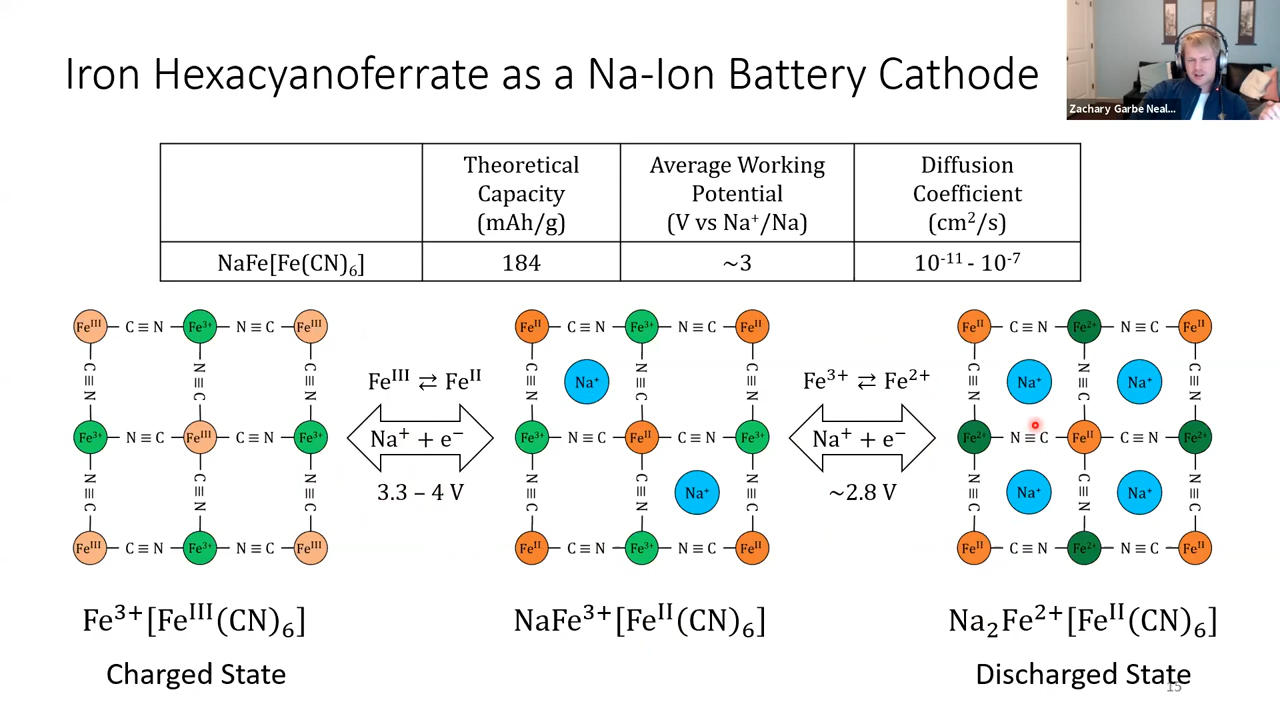 Iron Hexacyanoferrate as a Na-Ion Battery Cathode
Zachary Garbe Neal...
Theoretical Capacity (mAh/g)
Average Working Potential (V vs Na⁺/Na)
Diffusion Coefficient (cm²/s)
NaFe[Fe(CN)₆]
184
~3
10⁻¹¹ - 10⁻⁷
Feᴵᴵᴵ C≡N Fe³⁺ N≡C Feᴵᴵᴵ
C≡N N≡C C≡N
Fe³⁺ N≡C Feᴵᴵᴵ C≡N Fe³⁺
N≡C C≡N N≡C
Feᴵᴵᴵ C≡N Fe³⁺ N≡C Feᴵᴵᴵ
Feᴵᴵᴵ ⇄ Feᴵᴵ
Na⁺ + e⁻
3.3 – 4 V
Feᴵᴵ C≡N Fe³⁺ N≡C Feᴵᴵ
C≡N Na⁺ N≡C C≡N
Fe³⁺ N≡C Feᴵᴵ C≡N Fe³⁺
N≡C C≡N Na⁺ N≡C
Feᴵᴵ C≡N Fe³⁺ N≡C Feᴵᴵ
Fe³⁺ ⇄ Fe²⁺
Na⁺ + e⁻
~2.8 V
Feᴵᴵ C≡N Fe²⁺ N≡C Feᴵᴵ
C≡N Na⁺ N≡C Na⁺ C≡N
Fe²⁺ N≡C Feᴵᴵ C≡N Fe²⁺
N≡C Na⁺ C≡N Na⁺ N≡C
Feᴵᴵ C≡N Fe²⁺ N≡C Feᴵᴵ
Fe³⁺[Feᴵᴵᴵ(CN)₆]
NaFe³⁺[Feᴵᴵ(CN)₆]
Na₂Fe²⁺[Feᴵᴵ(CN)₆]
Charged State
Discharged State
15